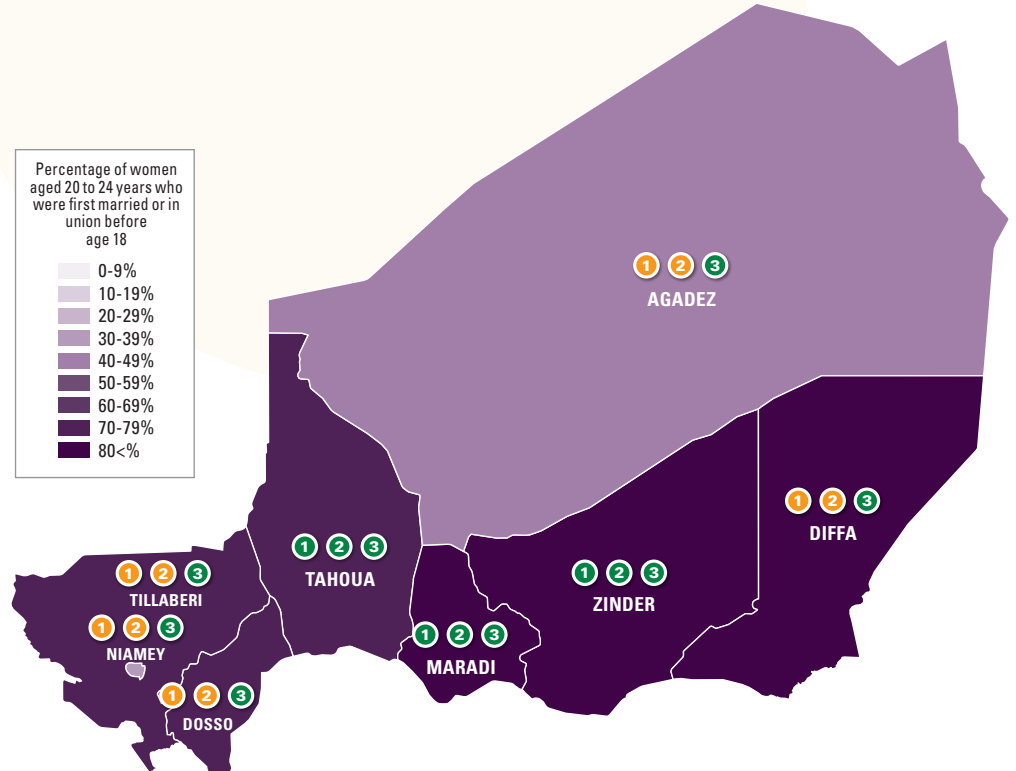 Percentage of women
aged 20 to 24 years who
were first married or in
union before
age 18
0-9%
10-19%
20-29%
30-39%
40-49%
50-59%
60-69%
70-79%
80<%
1 2 3
AGADEZ
1 2 3
DIFFA
1 2 3
TAHOUA
1 2 3
ZINDER
1 2 3
TILLABERI
1 2 3
NIAMEY
1 2 3
MARADI
1 2 3
DOSSO